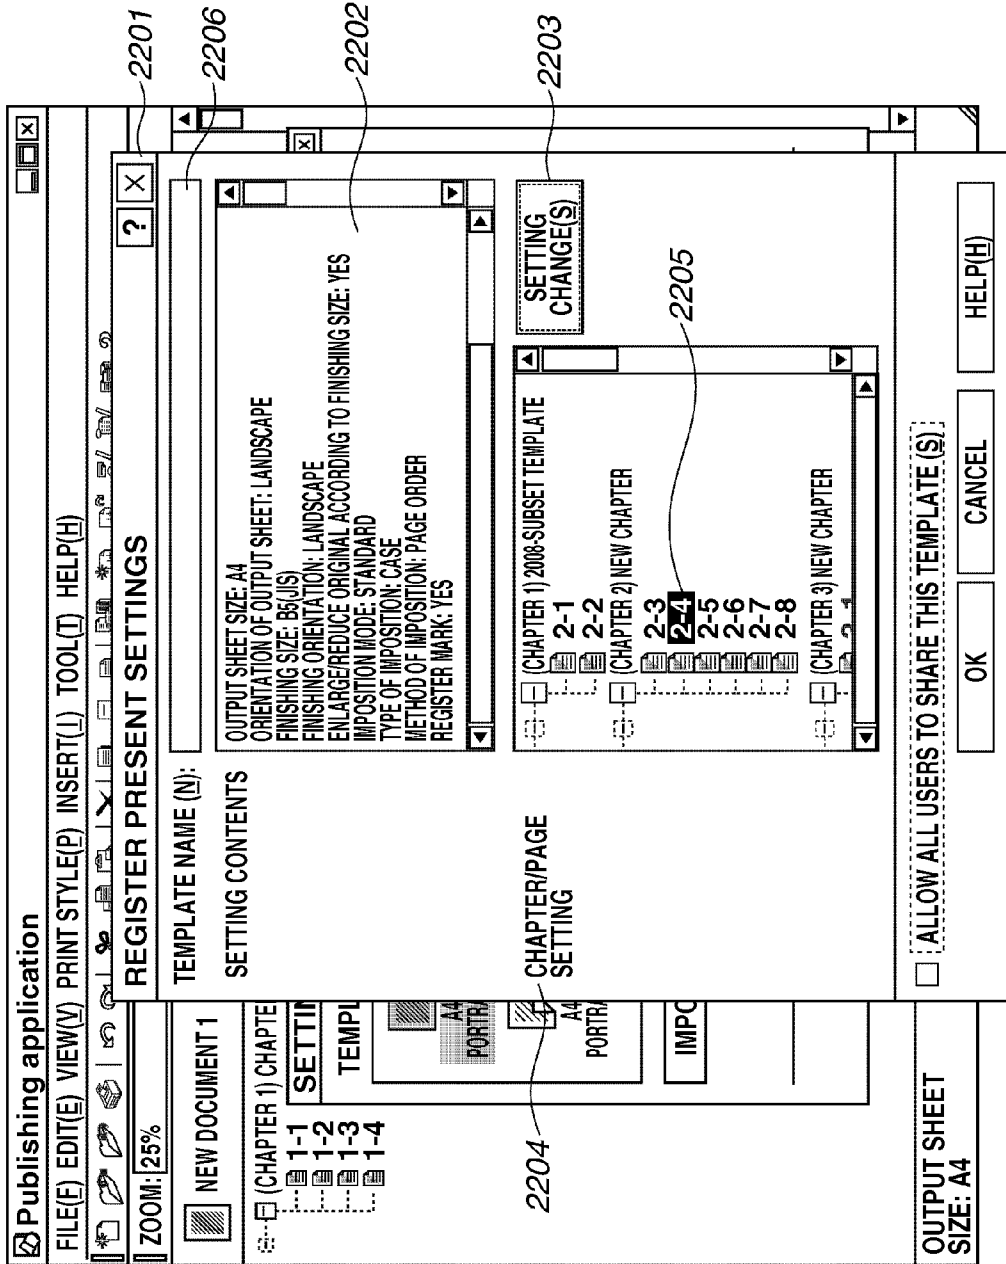 Publishing application
FILE(F) EDIT(E) VIEW(V) PRINT STYLE(P) INSERT(I) TOOL(T) HELP(H)
ZOOM: 25%
NEW DOCUMENT 1
(CHAPTER 1) CHAPTE
1-1
1-2
1-3
1-4
SETTIN
TEMPL
A4
PORTRA
A4
PORTRA
IMPO
OUTPUT SHEET
SIZE: A4
REGISTER PRESENT SETTINGS
? X
TEMPLATE NAME (N):
SETTING CONTENTS
OUTPUT SHEET SIZE: A4
ORIENTATION OF OUTPUT SHEET: LANDSCAPE
FINISHING SIZE: B5(JIS)
FINISHING ORIENTATION: LANDSCAPE
ENLARGE/REDUCE ORIGINAL ACCORDING TO FINISHING SIZE: YES
IMPOSITION MODE: STANDARD
TYPE OF IMPOSITION: CASE
METHOD OF IMPOSITION: PAGE ORDER
REGISTER MARK: YES
CHAPTER/PAGE
SETTING
(CHAPTER 1) 2008-SUBSET TEMPLATE
2-1
2-2
(CHAPTER 2) NEW CHAPTER
2-3
2-4
2-5
2-6
2-7
2-8
(CHAPTER 3) NEW CHAPTER
SETTING
CHANGE(S)
ALLOW ALL USERS TO SHARE THIS TEMPLATE (S)
OK
CANCEL
HELP(H)
2201
2206
2202
2203
2205
2204